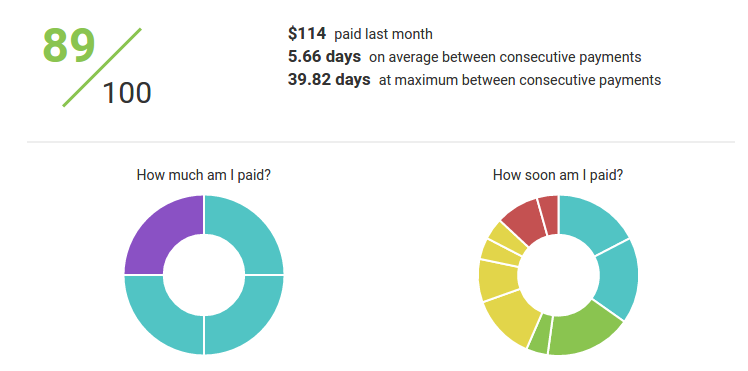 89
100
$114 paid last month
5.66 days on average between consecutive payments
39.82 days at maximum between consecutive payments
How much am I paid?
How soon am I paid?